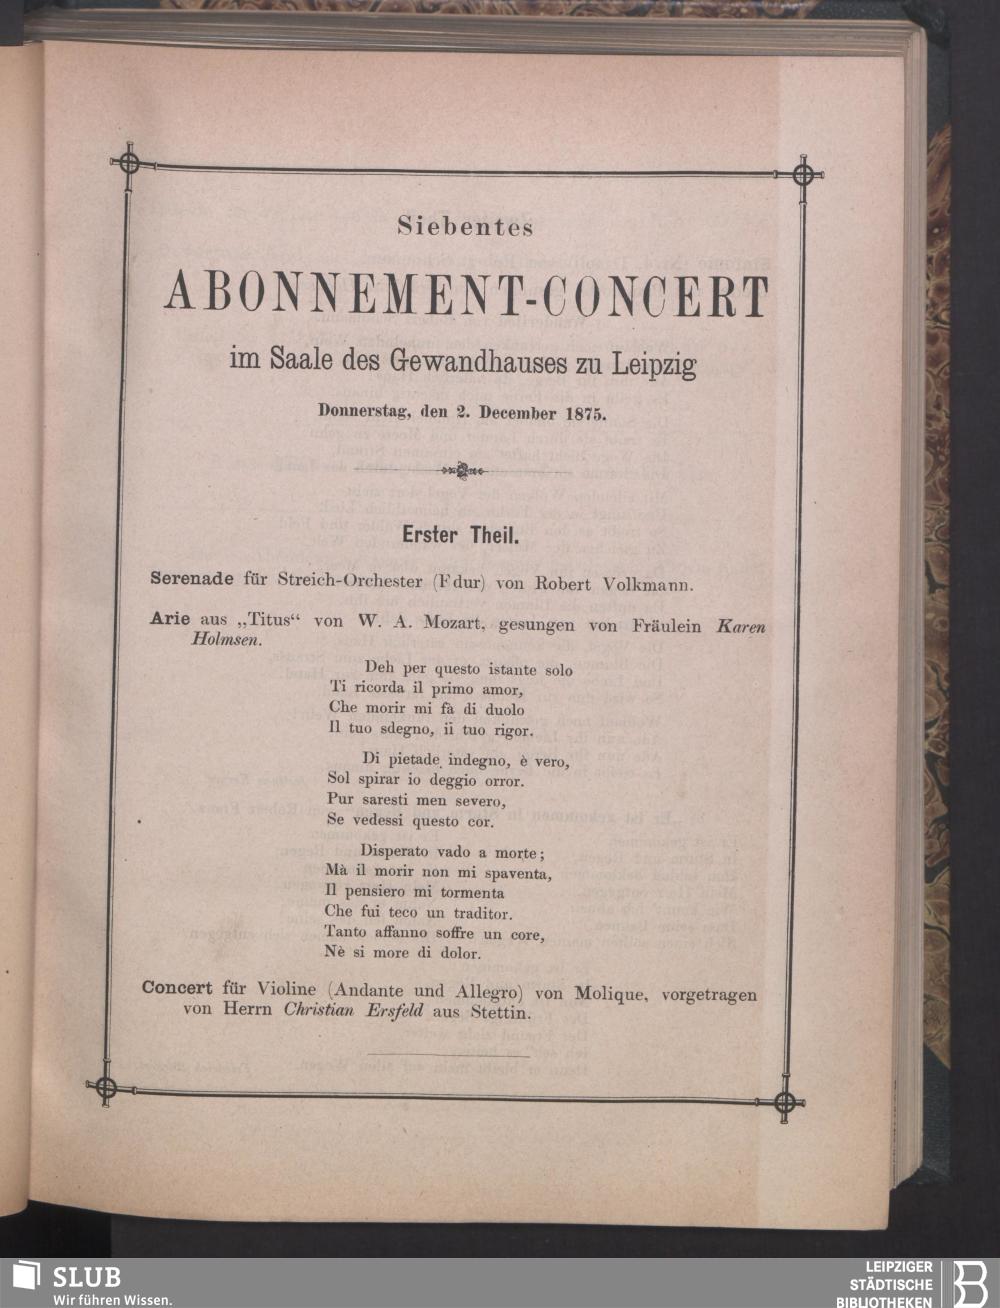 Siebentes
ABONNEMENT-CONCERT
im Saale des Gewandhauses zu Leipzig
Donnerstag, den 2. December 1875.
Erster Theil.
Serenade für Streich-Orchester (Fdur) von Robert Volkmann.
Arie aus „Titus“ von W. A. Mozart, gesungen von Fräulein Karen
Holmsen.
Deh per questo istante solo
Ti ricorda il primo amor,
Che morir mi fà di duolo
Il tuo sdegno, il tuo rigor.
Di pietade indegno, è vero,
Sol spirar io deggio orror.
Pur saresti men severo,
Se vedessi questo cor.
Disperato vado a morte;
Mà il morir non mi spaventa,
Il pensiero mi tormenta
Che fui teco un traditor.
Tanto affanno soffre un core,
Nè si more di dolor.
Concert für Violine (Andante und Allegro) von Molique, vorgetragen
von Herrn Christian Ersfeld aus Stettin.
SLUB
Wir führen Wissen.
LEIPZIGER
STÄDTISCHE
BIBLIOTHEKEN